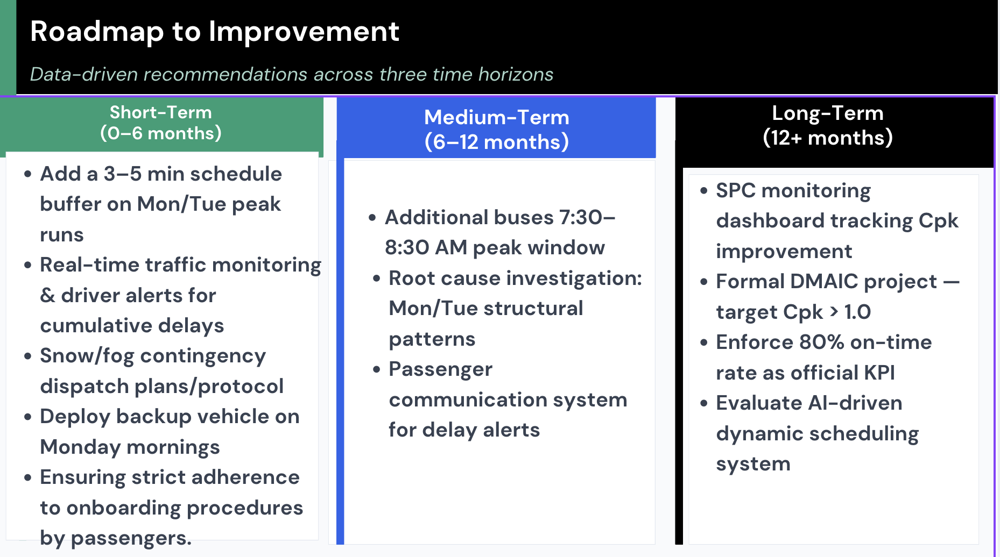 Roadmap to Improvement
Data-driven recommendations across three time horizons
Short-Term
(0–6 months)
• Add a 3–5 min schedule
buffer on Mon/Tue peak
runs
• Real-time traffic monitoring
& driver alerts for
cumulative delays
• Snow/fog contingency
dispatch plans/protocol
• Deploy backup vehicle on
Monday mornings
• Ensuring strict adherence
to onboarding procedures
by passengers.
Medium-Term
(6–12 months)
• Additional buses 7:30–
8:30 AM peak window
• Root cause investigation:
Mon/Tue structural
patterns
• Passenger
communication system
for delay alerts
Long-Term
(12+ months)
• SPC monitoring
dashboard tracking Cpk
improvement
• Formal DMAIC project —
target Cpk > 1.0
• Enforce 80% on-time
rate as official KPI
• Evaluate AI-driven
dynamic scheduling
system